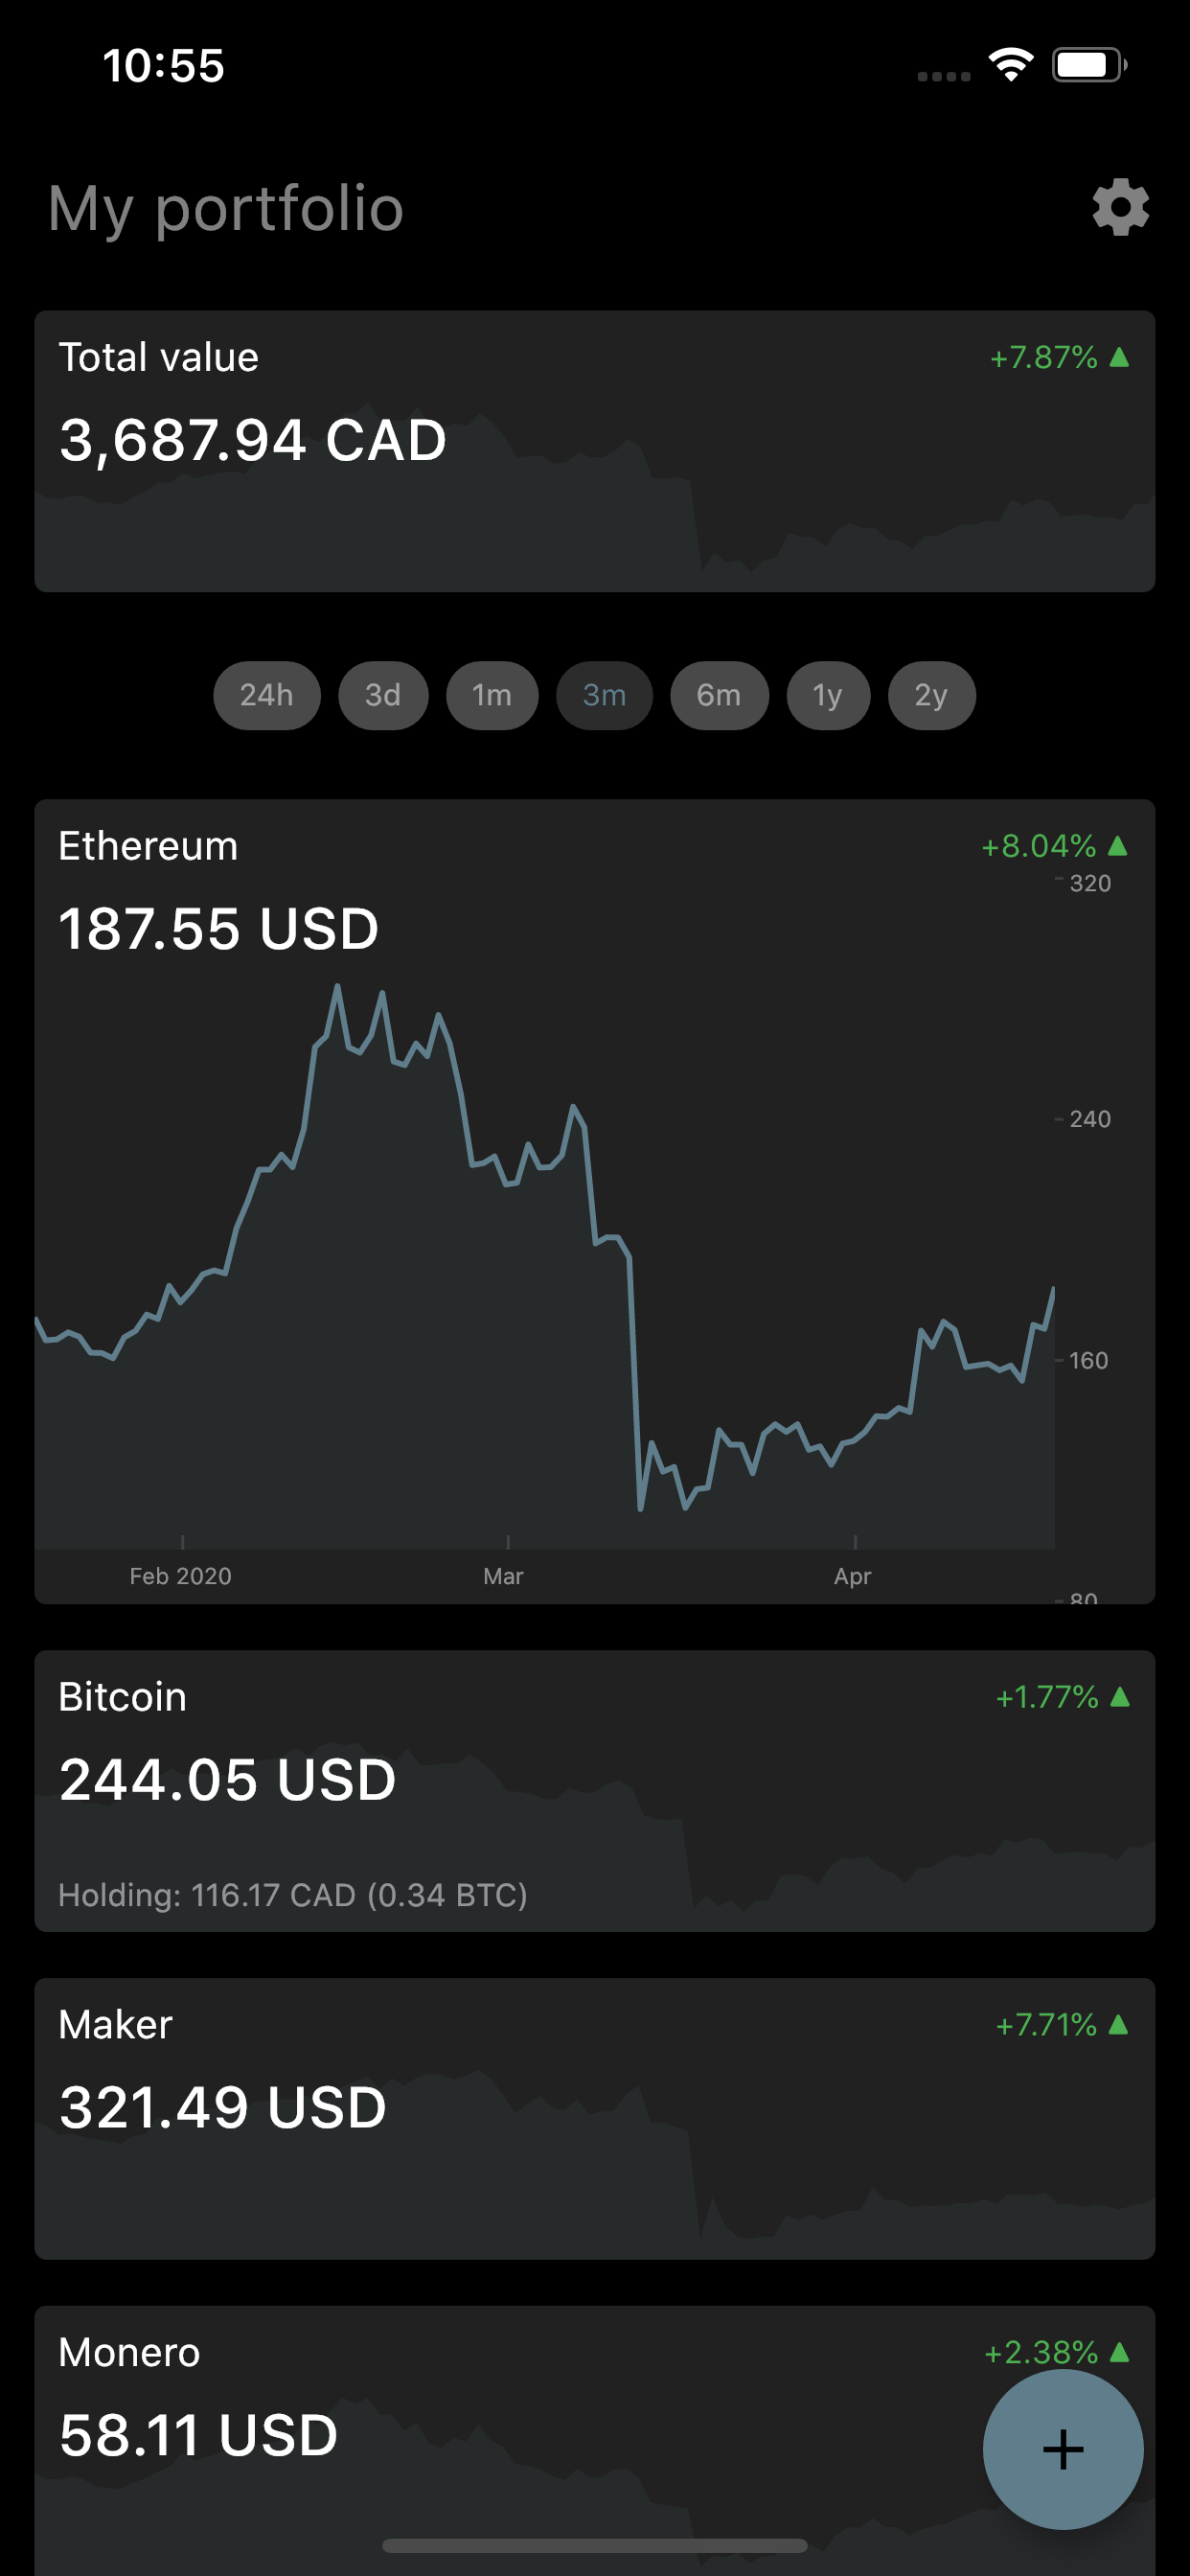 10:55
My portfolio
Total value
+7.87% ▲
3,687.94 CAD
24h 3d 1m 3m 6m 1y 2y
Ethereum
+8.04% ▲
187.55 USD
320
240
160
80
Feb 2020 Mar Apr
Bitcoin
+1.77% ▲
244.05 USD
Holding: 116.17 CAD (0.34 BTC)
Maker
+7.71% ▲
321.49 USD
Monero
+2.38% ▲
58.11 USD
+